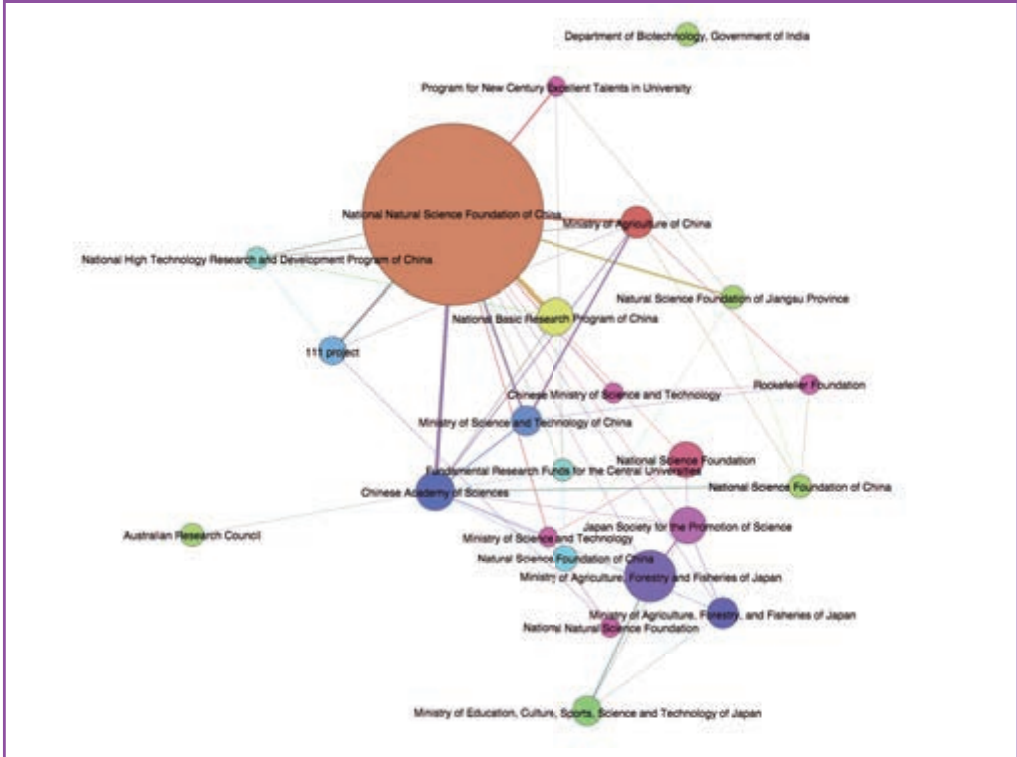 Department of Biotechnology, Government of India
Program for New Century Excellent Talents in University
National Natural Science Foundation of China
Ministry of Agriculture of China
National High Technology Research and Development Program of China
Natural Science Foundation of Jiangsu Province
National Basic Research Program of China
111 project
Rockefeller Foundation
Chinese Ministry of Science and Technology
Ministry of Science and Technology of China
National Science Foundation
Fundamental Research Funds for the Central Universities
National Science Foundation of China
Chinese Academy of Sciences
Japan Society for the Promotion of Science
Australian Research Council
Ministry of Science and Technology
Natural Science Foundation of China
Ministry of Agriculture, Forestry and Fisheries of Japan
Ministry of Agriculture, Forestry, and Fisheries of Japan
National Natural Science Foundation
Ministry of Education, Culture, Sports, Science and Technology of Japan